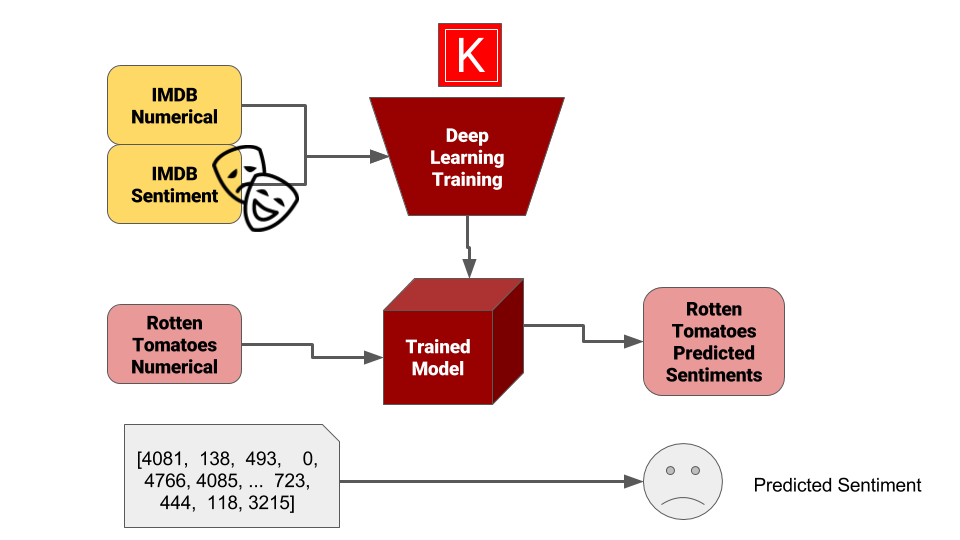 K
IMDB
Numerical
Deep
Learning
Training
IMDB
Sentiment
Rotten
Tomatoes
Numerical
Trained
Model
Rotten
Tomatoes
Predicted
Sentiments
[4081, 138, 493, 0,
4766, 4085, ... 723,
444, 118, 3215]
Predicted Sentiment